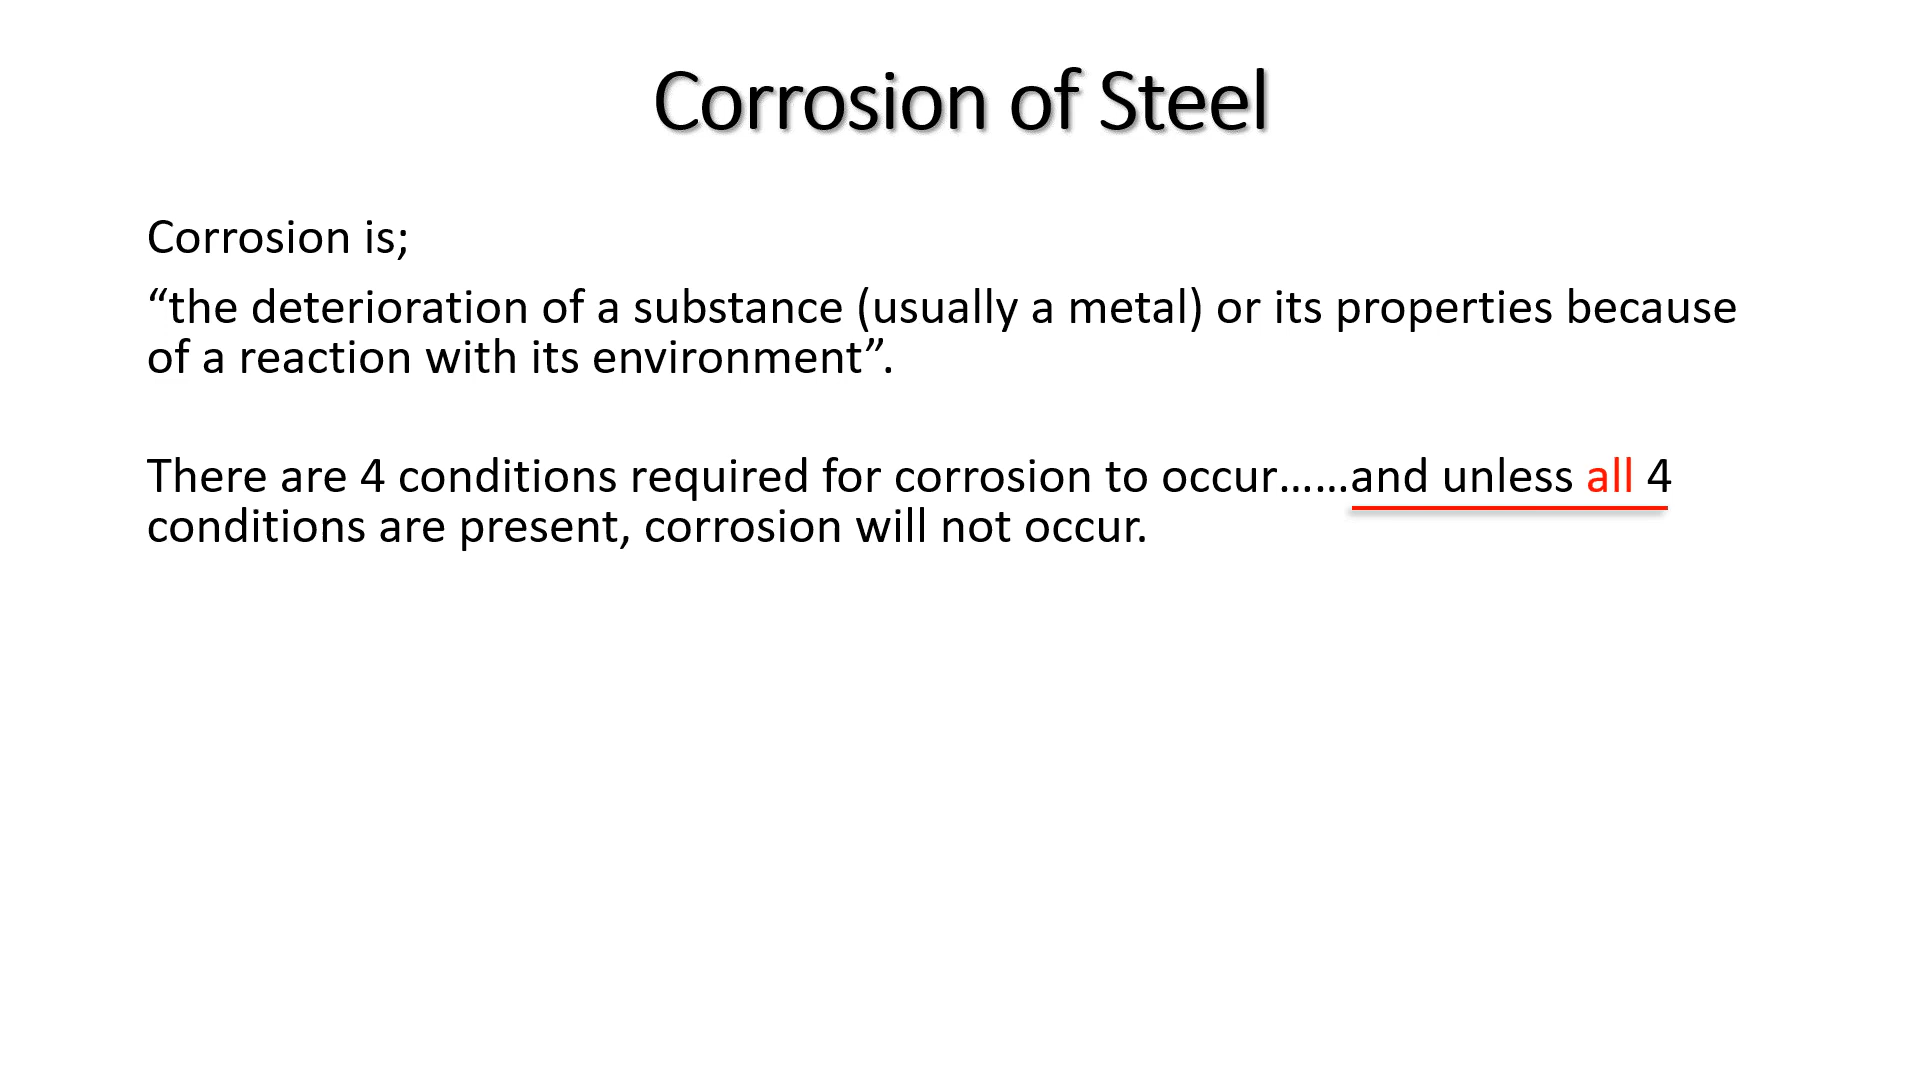 Corrosion of Steel
Corrosion is;
“the deterioration of a substance (usually a metal) or its properties because
of a reaction with its environment”.
There are 4 conditions required for corrosion to occur……and unless all 4
conditions are present, corrosion will not occur.